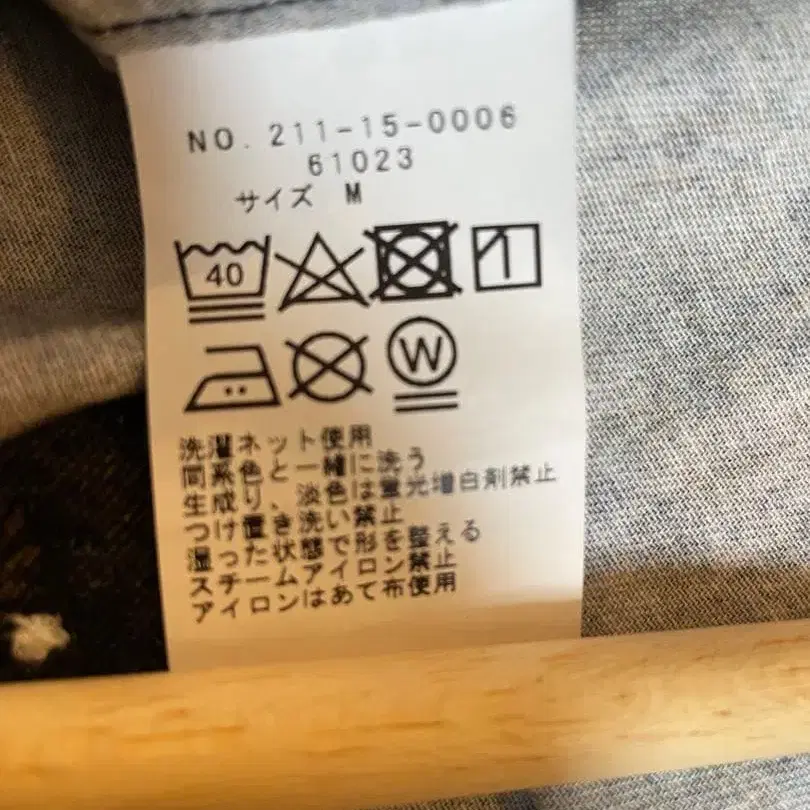 NO. 211-15-0006
61023
サイズ M
40
W
洗濯ネット使用
同系色と一緒に洗う
生成り、淡色は蛍光増白剤禁止
つけ置き洗い禁止
湿った状態で形を整える
スチームアイロン禁止
アイロンはあて布使用